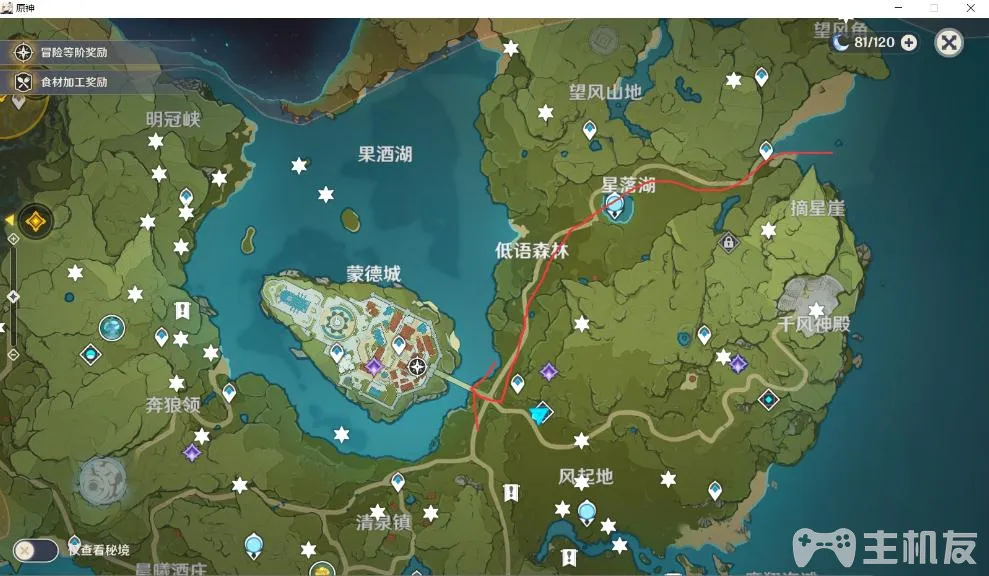 原神
冒险等阶奖励
食材加工奖励
望风角
81/120
明冠峡
望风山地
果酒湖
星落湖
摘星崖
低语森林
蒙德城
千风神殿
奔狼领
风起地
清泉镇
仅查看秘境
晨曦酒庄
主机友